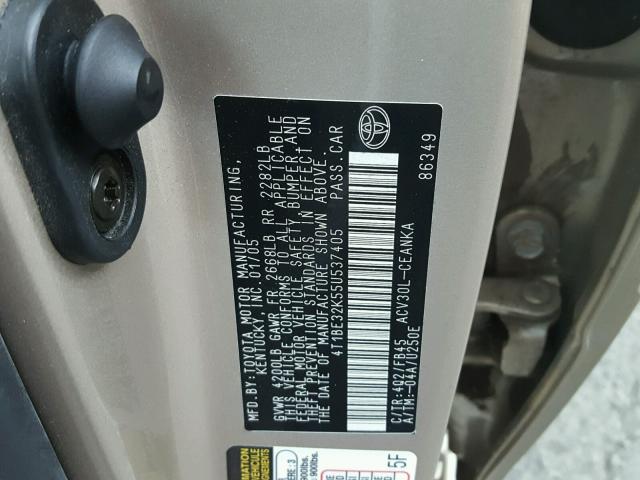 MFD. BY: TOYOTA MOTOR MANUFACTURING,
KENTUCKY, INC. 01/05
GVWR 4200LB GAWR FR 2668LB RR 2282LB
THIS VEHICLE CONFORMS TO ALL APPLICABLE
FEDERAL MOTOR VEHICLE SAFETY BUMPER AND
THEFT PREVENTION STANDARDS IN EFFECT ON
THE DATE OF MANUFACTURE SHOWN ABOVE.
4T1BE32K55U537405 PASS.CAR
C/TR:4Q2/FB45 ACV30L-CEANKA
A/TM:-04A/U250E 86349
5F